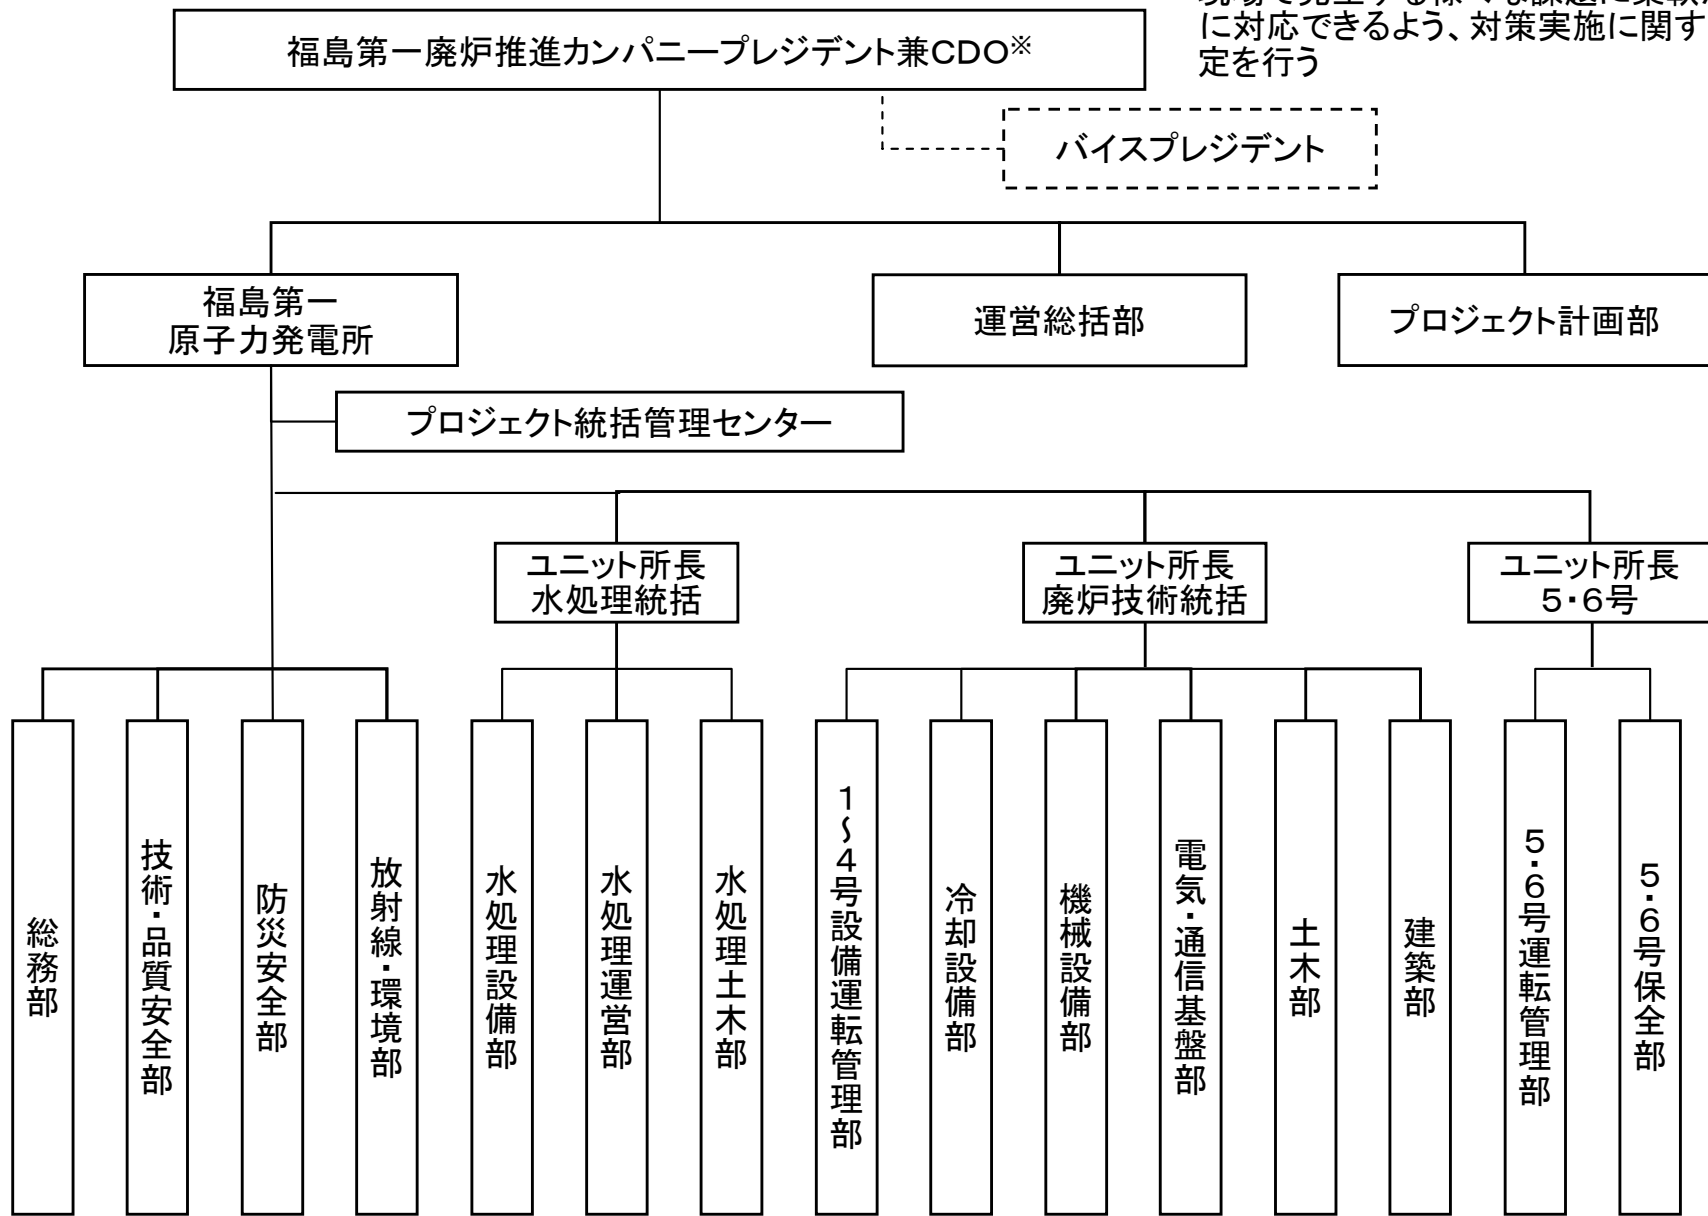 に対応できるよう、対策実施に関す
定を行う
福島第一廃炉推進カンパニープレジデント兼CDO※
バイスプレジデント
福島第一
原子力発電所
運営総括部
プロジェクト計画部
プロジェクト統括管理センター
ユニット所長
水処理統括
ユニット所長
廃炉技術統括
ユニット所長
5・6号
総務部
技術・品質安全部
防災安全部
放射線・環境部
水処理設備部
水処理運営部
水処理土木部
1~4号設備運転管理部
冷却設備部
機械設備部
電気・通信基盤部
土木部
建築部
5・6号運転管理部
5・6号保全部